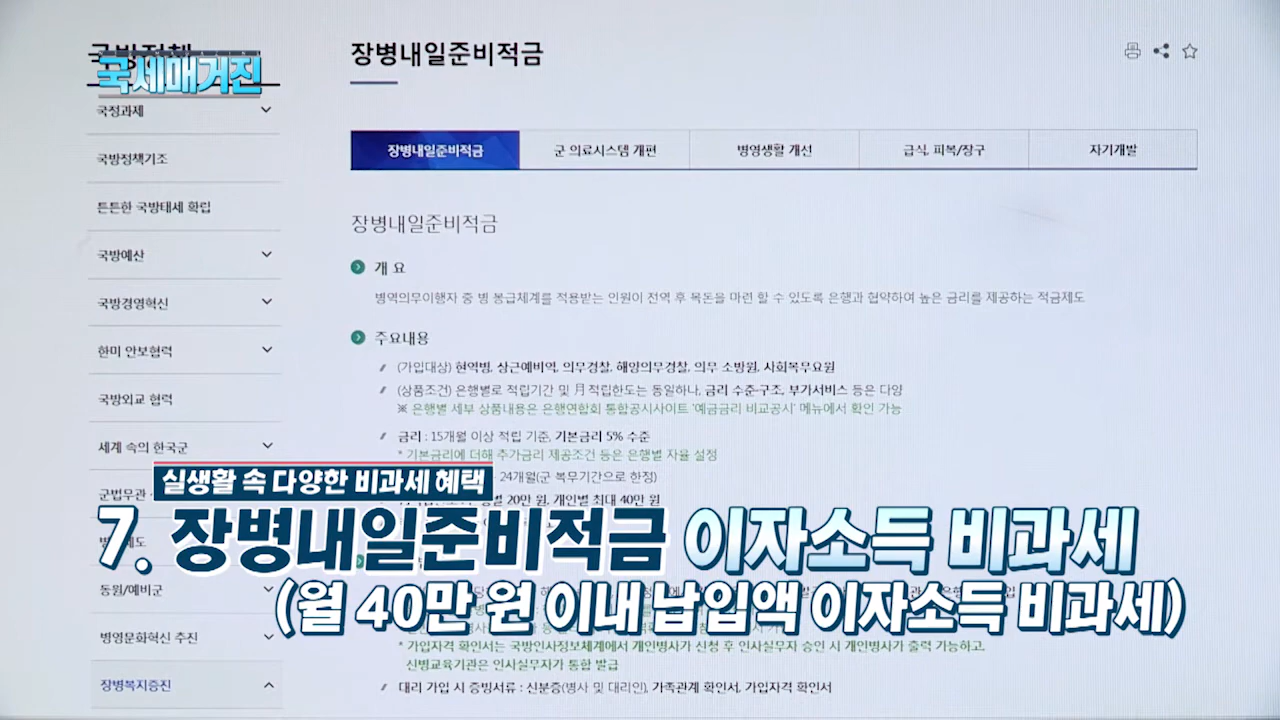 국방정책
국세매거진
국정과제
국방정책기조
튼튼한 국방태세 확립
국방예산
국방경영혁신
한미 안보협력
국방외교 협력
세계 속의 한국군
군법무관
동원/예비군
병영문화혁신 추진
장병복지증진
장병내일준비적금
장병내일준비적금
군 의료시스템 개편
병영생활 개선
급식, 피복/장구
자기개발
장병내일준비적금
개 요
병역의무이행자 중 병 봉급체계를 적용받는 인원이 전역 후 목돈을 마련 할 수 있도록 은행과 협약하여 높은 금리를 제공하는 적금제도
주요내용
(가입대상) 현역병, 상근예비역, 의무경찰, 해양의무경찰, 의무 소방원, 사회복무요원
(상품조건) 은행별로 적립기간 및 月 적립한도는 동일하나, 금리 수준·구조, 부가서비스 등은 다양
※ 은행별 세부 상품내용은 은행연합회 통합공시사이트 '예금금리 비교공시' 메뉴에서 확인 가능
금리 : 15개월 이상 적립 기준, 기본금리 5% 수준
* 기본금리에 더해 추가금리 제공조건 등은 은행별 자율 설정
24개월(군 복무기간으로 한정)
20만 원, 개인별 최대 40만 원
실생활 속 다양한 비과세 혜택
7. 장병내일준비적금 이자소득 비과세
(월 40만 원 이내 납입액 이자소득 비과세)
* 가입자격 확인서는 국방인사정보체계에서 개인병사가 신청 후 인사실무자 승인 시 개인병사가 출력 가능하고,
신병교육기관은 인사실무자가 통합 발급
대리 가입 시 증빙서류 : 신분증(병사 및 대리인), 가족관계 확인서, 가입자격 확인서